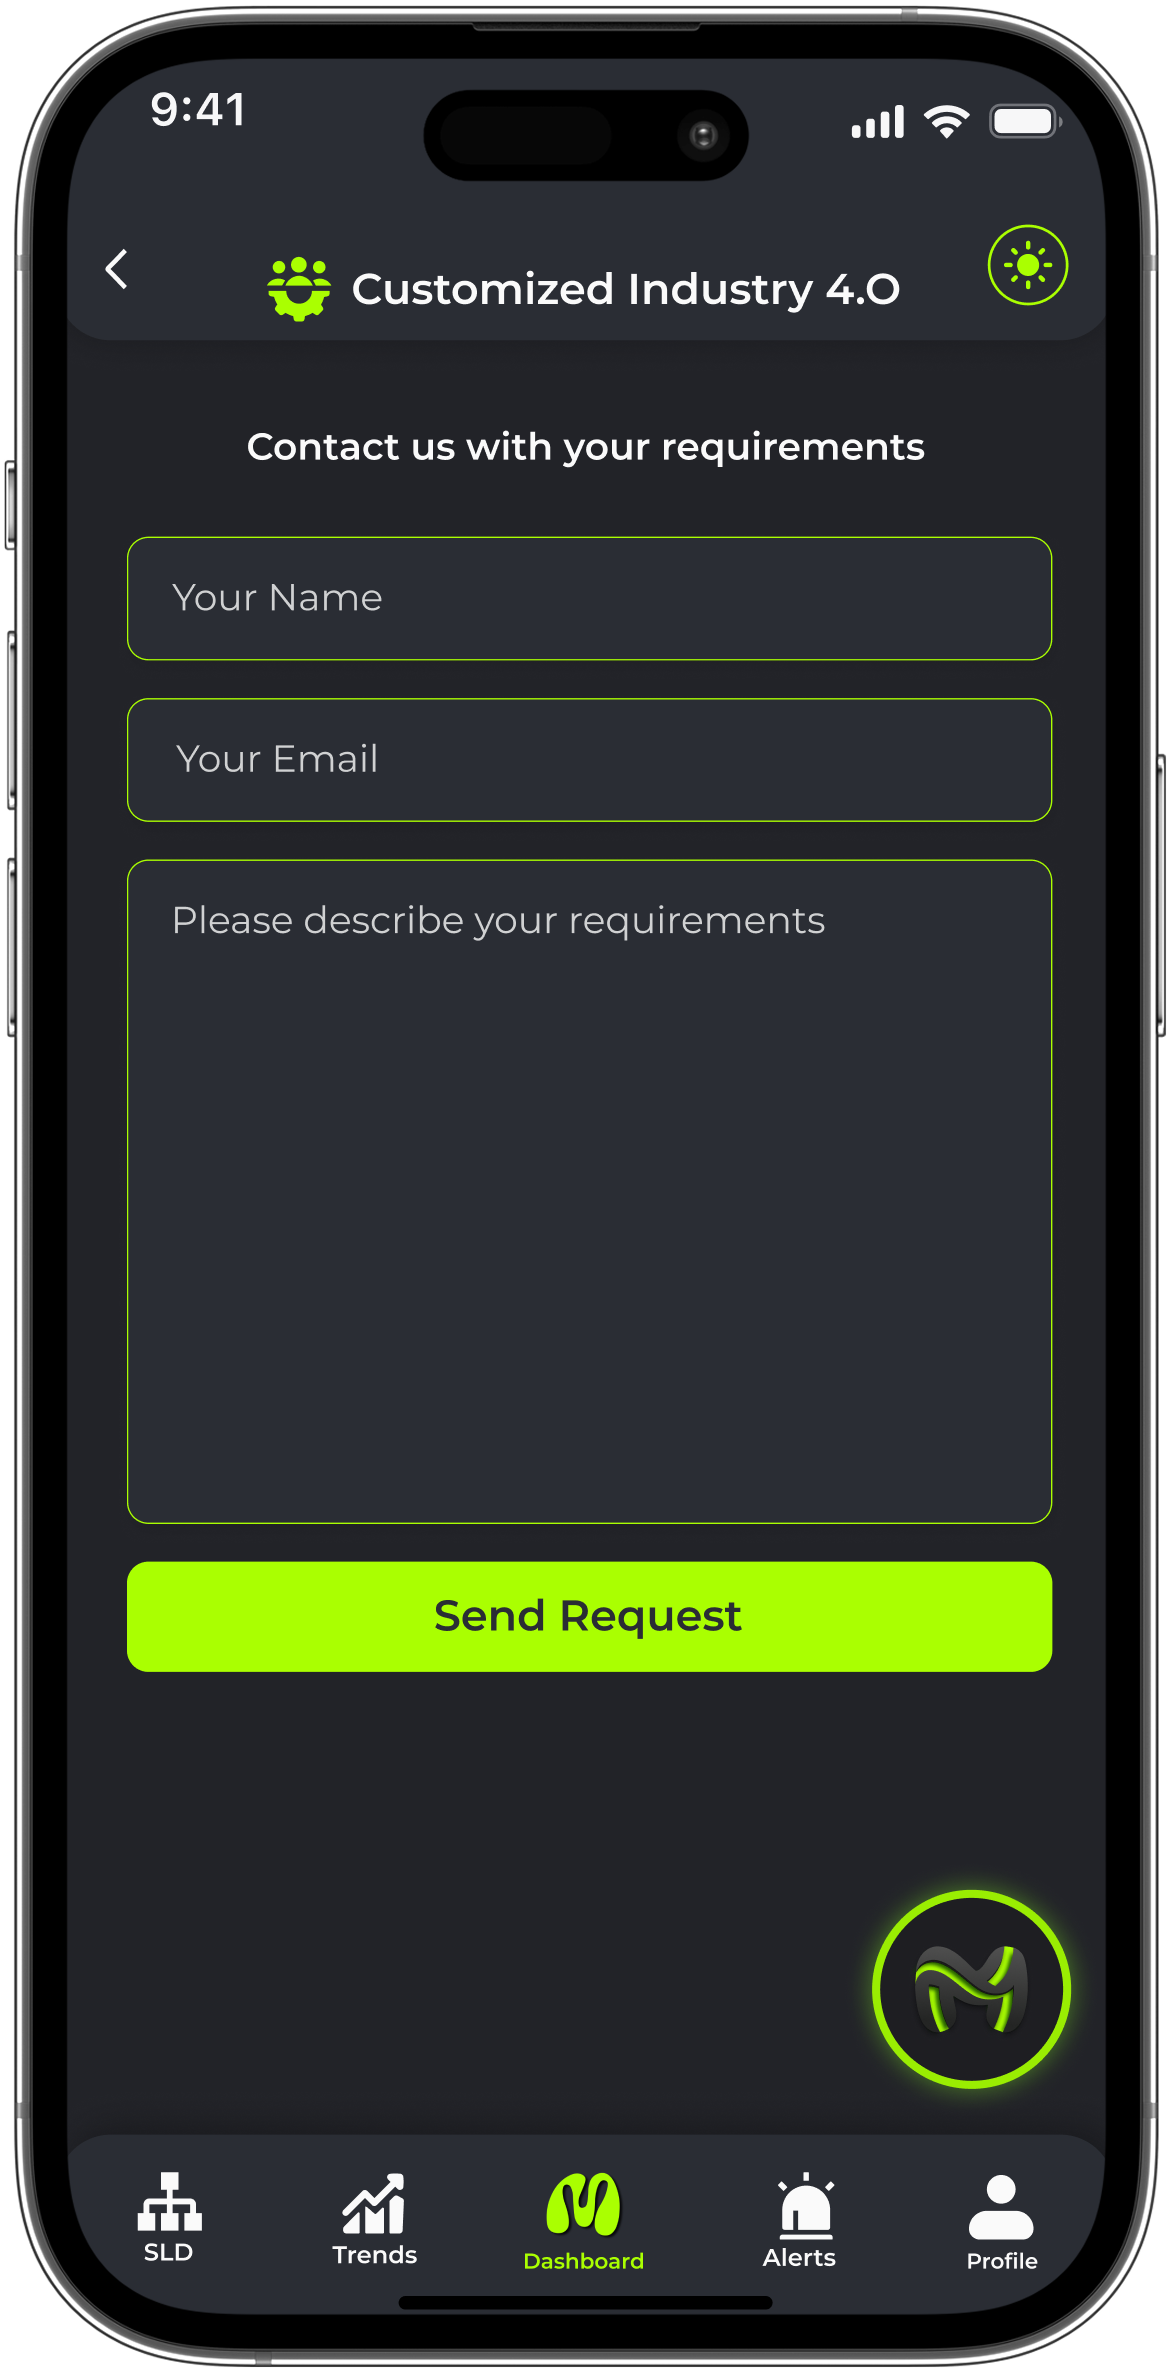 9:41
Customized Industry 4.O
Contact us with your requirements
Your Name
Your Email
Please describe your requirements
Send Request
SLD
Trends
Dashboard
Alerts
Profile